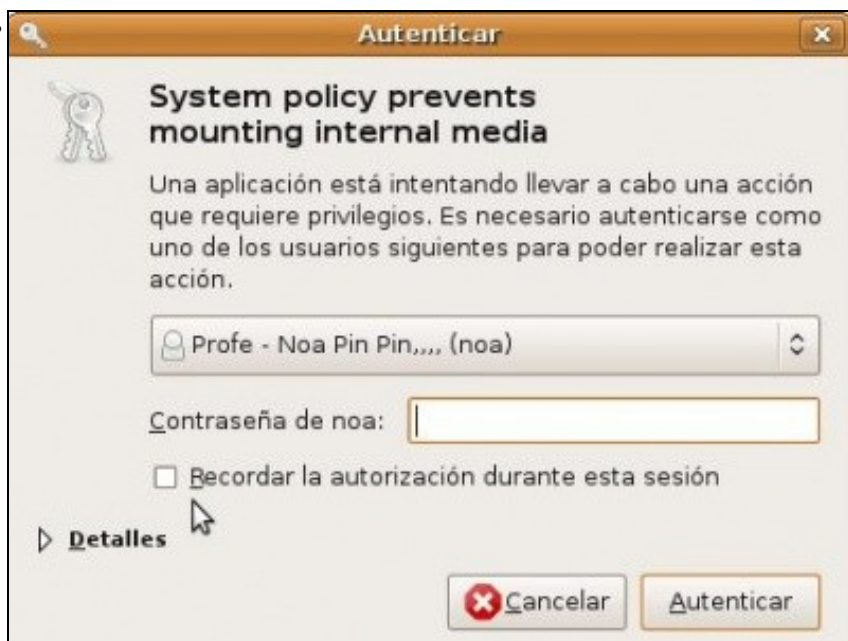 Autenticar
System policy prevents
mounting internal media
Una aplicación está intentando llevar a cabo una acción
que requiere privilegios. Es necesario autenticarse como
uno de los usuarios siguientes para poder realizar esta
acción.
Profe - Noa Pin Pin,,,, (noa)
Contraseña de noa:
Recordar la autorización durante esta sesión
Detalles
Cancelar Autenticar